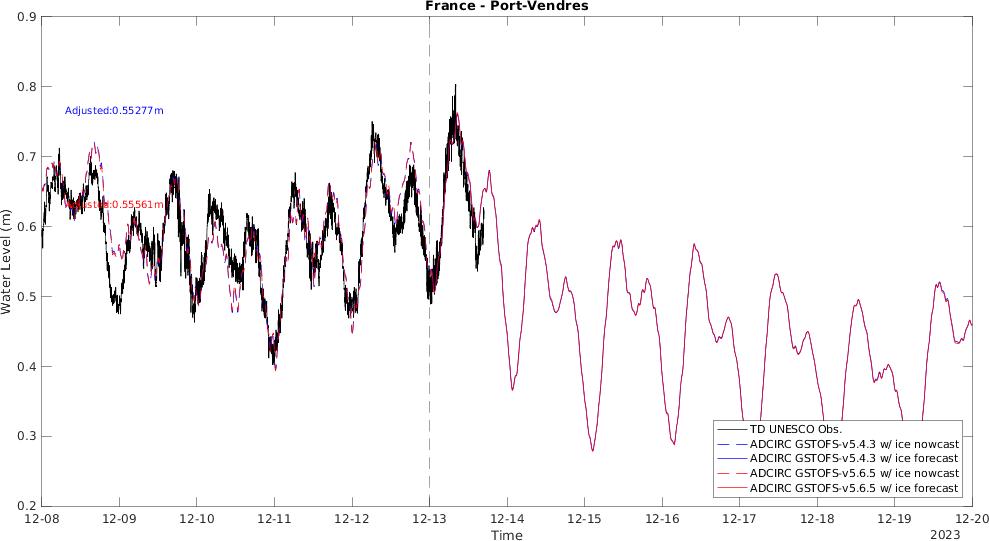 France - Port-Vendres
0.9
0.8
0.7
0.6
0.5
0.4
0.3
0.2
Water Level (m)
Adjusted:0.55277m
Adjusted:0.55561m
TD UNESCO Obs.
ADCIRC GSTOFS-v5.4.3 w/ ice nowcast
ADCIRC GSTOFS-v5.4.3 w/ ice forecast
ADCIRC GSTOFS-v5.6.5 w/ ice nowcast
ADCIRC GSTOFS-v5.6.5 w/ ice forecast
12-08 12-09 12-10 12-11 12-12 12-13 12-14 12-15 12-16 12-17 12-18 12-19 12-20
Time
2023